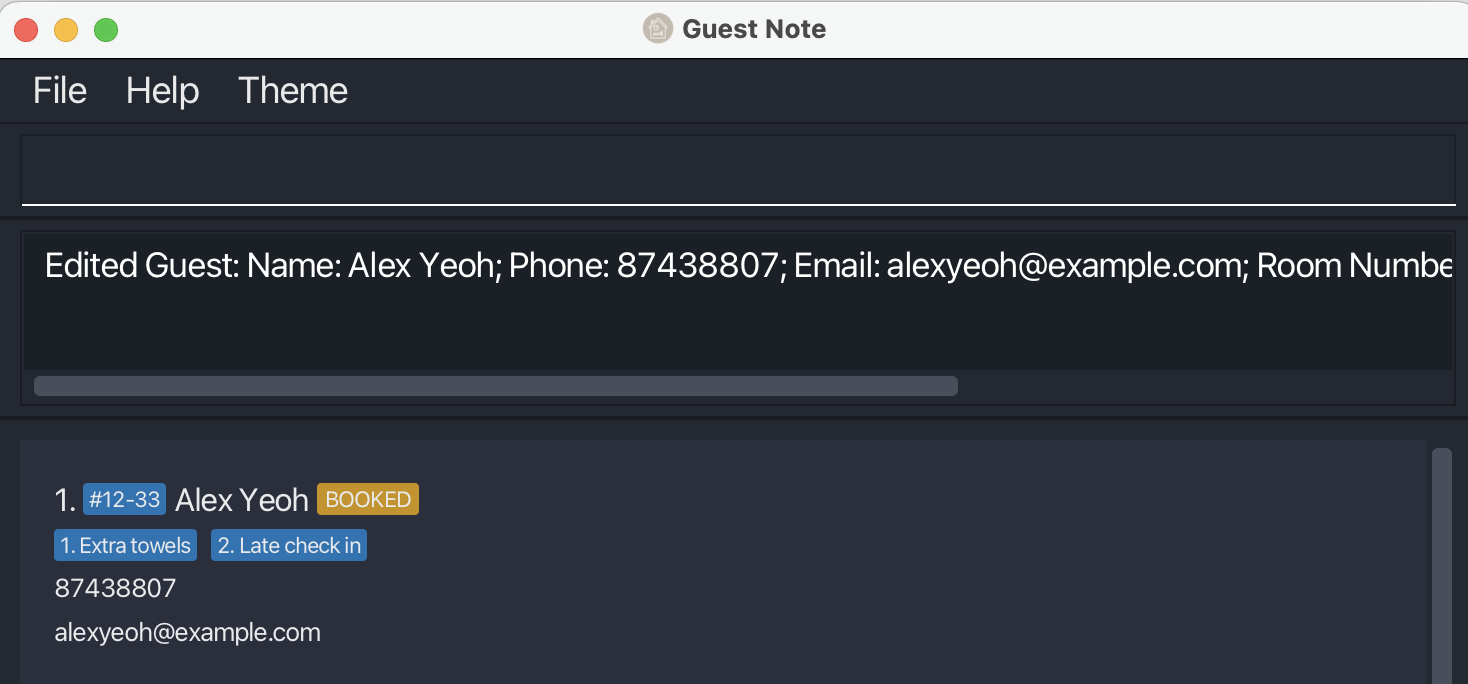 Guest Note
File Help Theme
Edited Guest: Name: Alex Yeoh; Phone: 87438807; Email: alexyeoh@example.com; Room Numbe
1. #12-33 Alex Yeoh BOOKED
1. Extra towels 2. Late check in
87438807
alexyeoh@example.com